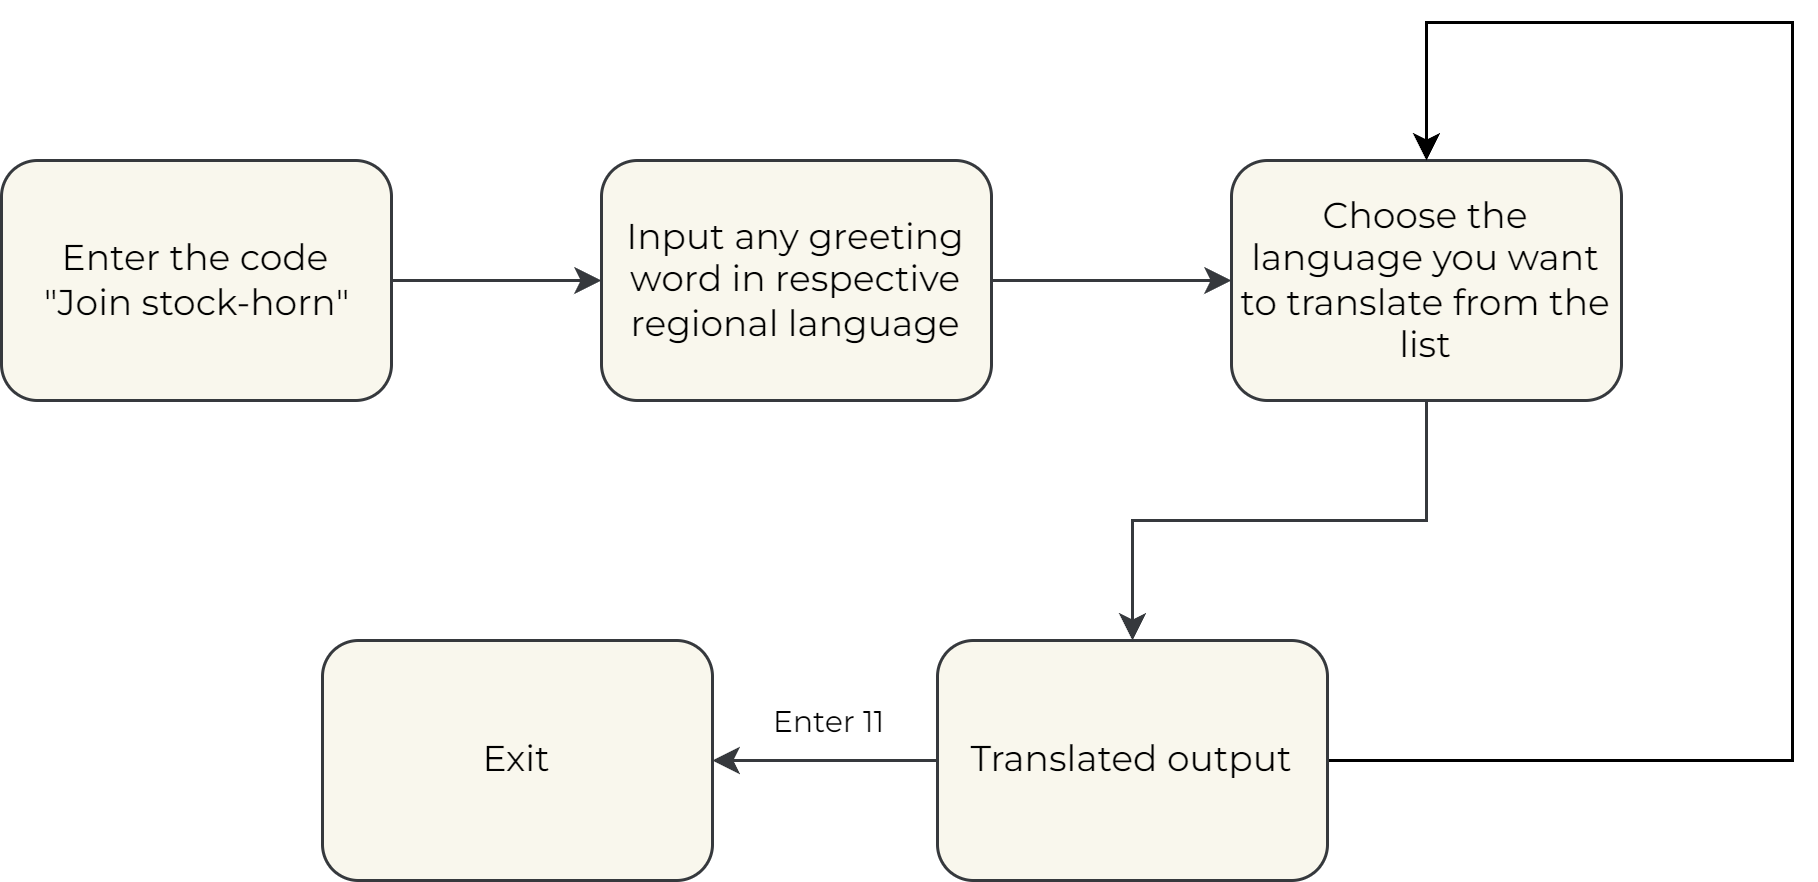 Enter the code
"Join stock-horn"
Input any greeting
word in respective
regional language
Choose the
language you want
to translate from the
list
Translated output
Enter 11
Exit